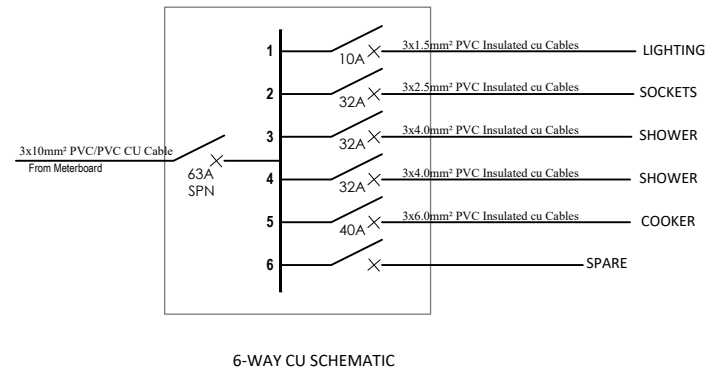 1 10A 3x1.5mm² PVC Insulated cu Cables LIGHTING
2 32A 3x2.5mm² PVC Insulated cu Cables SOCKETS
3 32A 3x4.0mm² PVC Insulated cu Cables SHOWER
3x10mm² PVC/PVC CU Cable
From Meterboard
63A
SPN
4 32A 3x4.0mm² PVC Insulated cu Cables SHOWER
5 40A 3x6.0mm² PVC Insulated cu Cables COOKER
6 SPARE
6-WAY CU SCHEMATIC